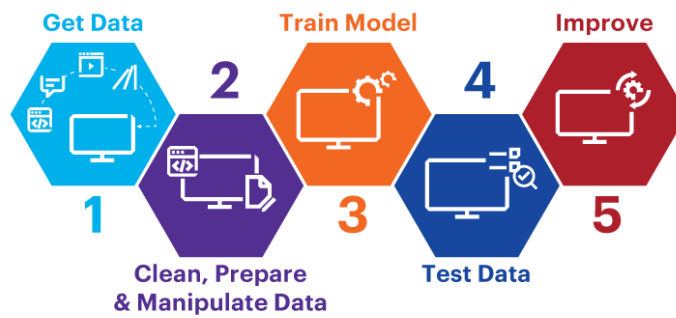 Get Data
1
2
Clean, Prepare
& Manipulate Data
Train Model
3
4
Test Data
Improve
5